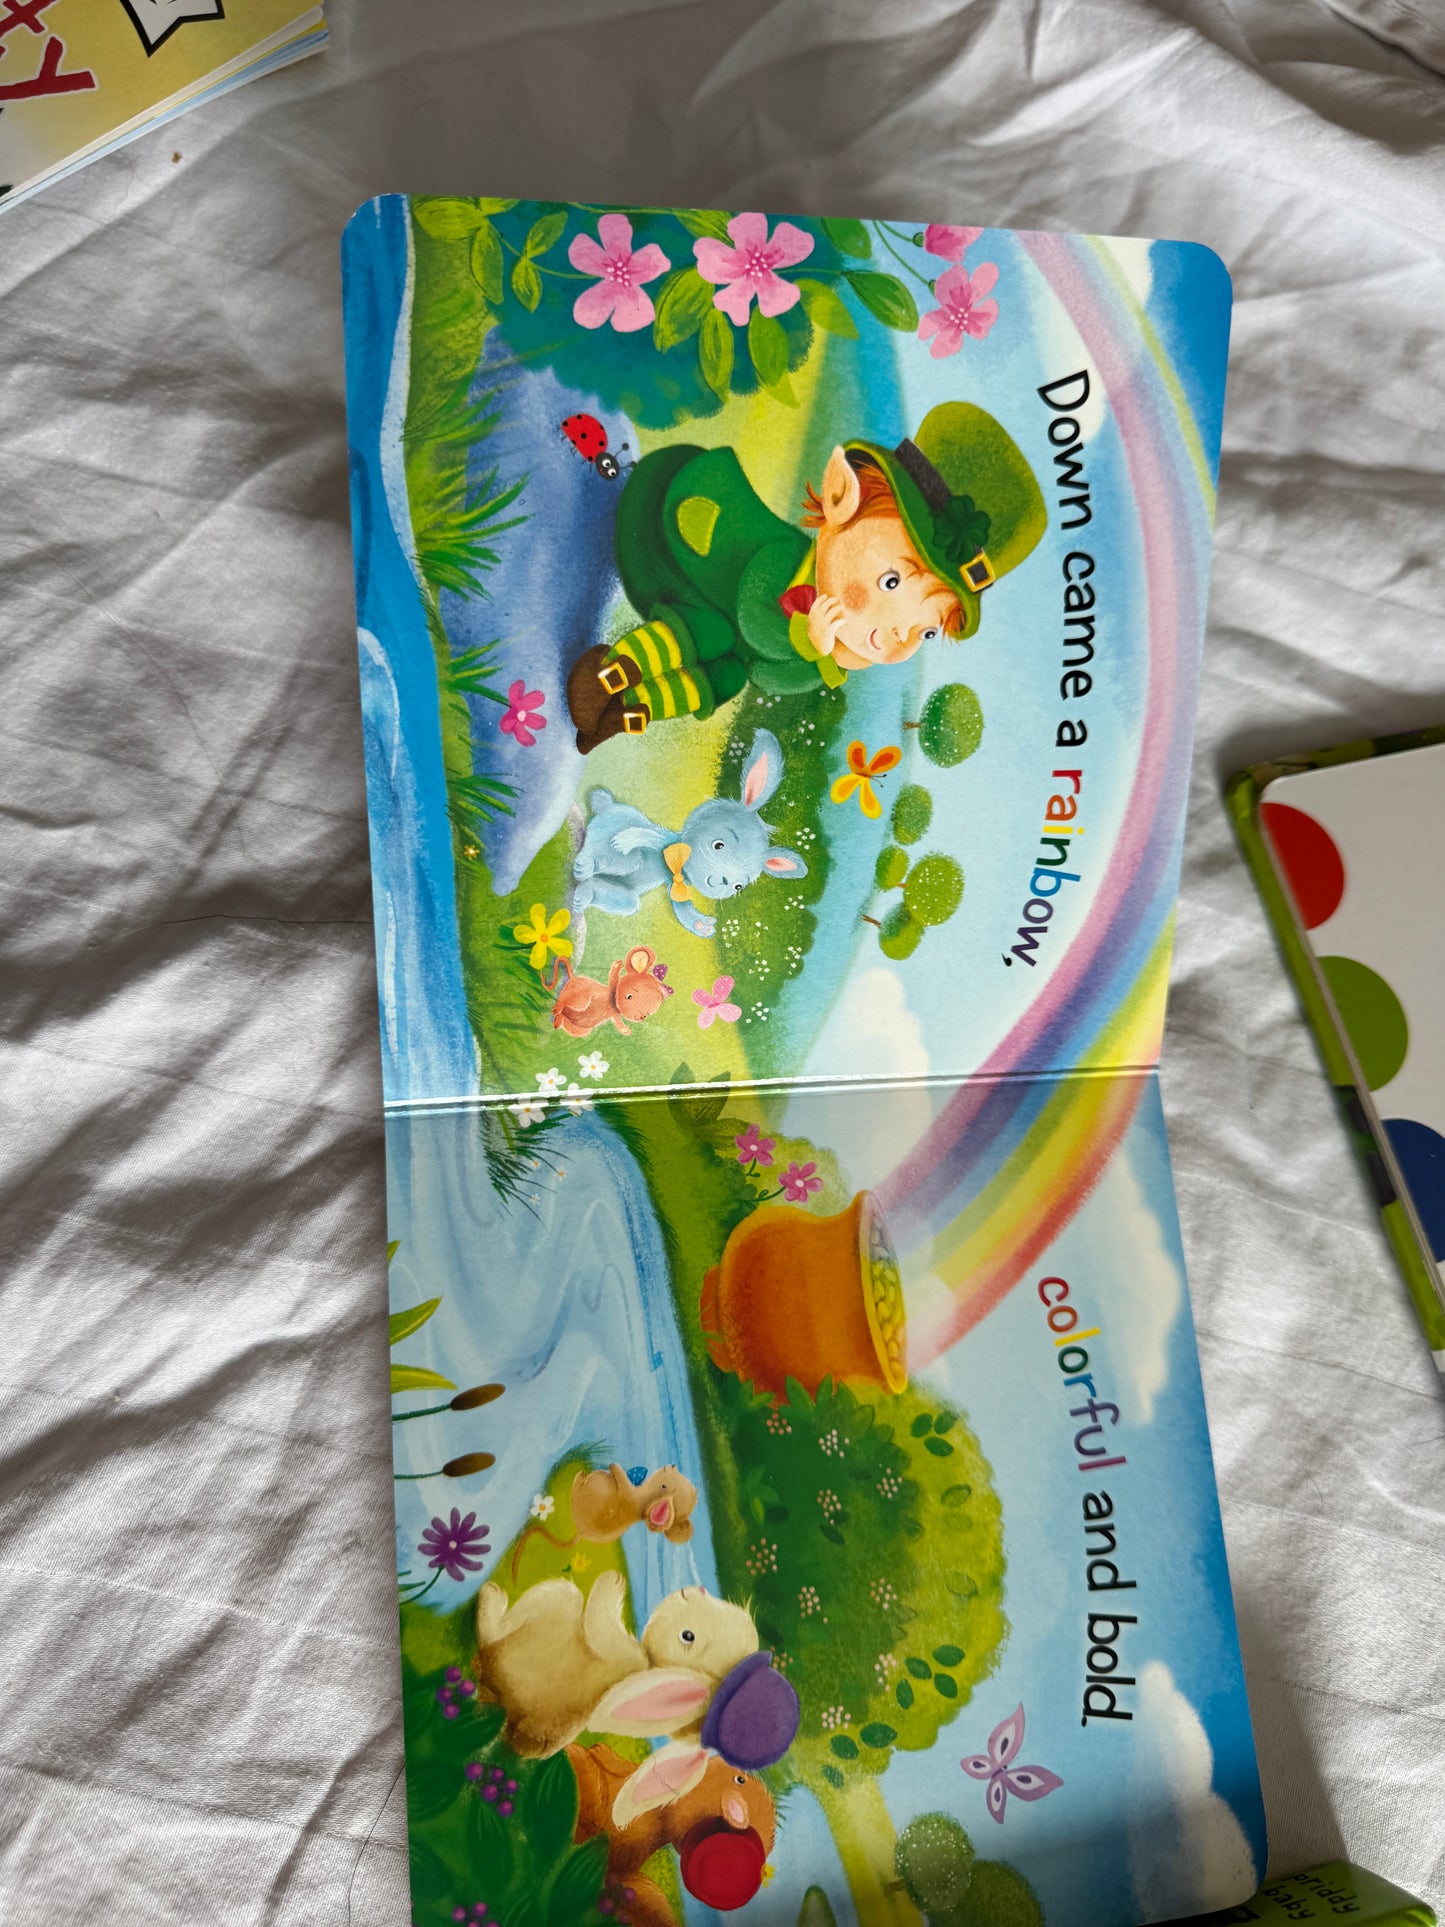 Down came a rainbow,
colorful and bold.
priddy
baby